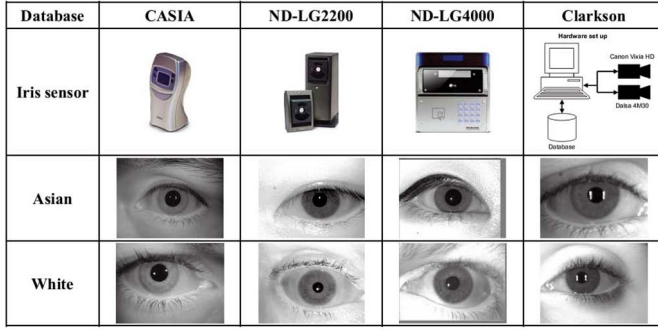 Database CASIA ND-LG2200 ND-LG4000 Clarkson
Iris sensor
Hardware set up
Canon Vixia HD
Dalsa 4M30
Database
Asian
White